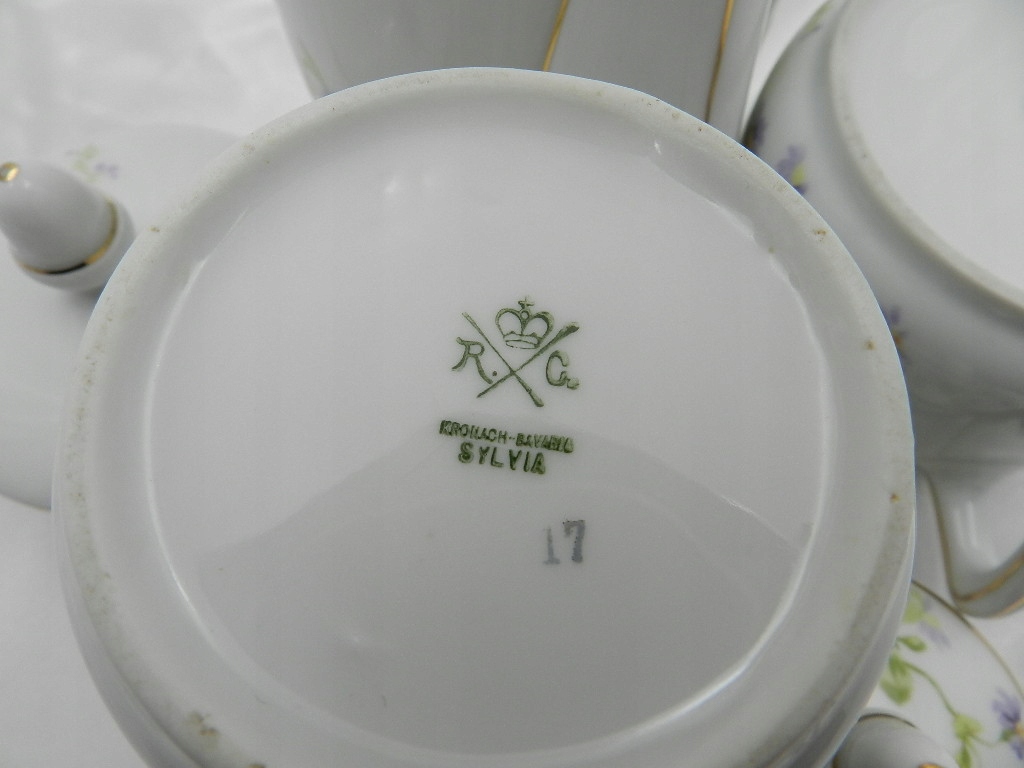 R. G.
KRONACH-BAVARIA
SYLVIA
17